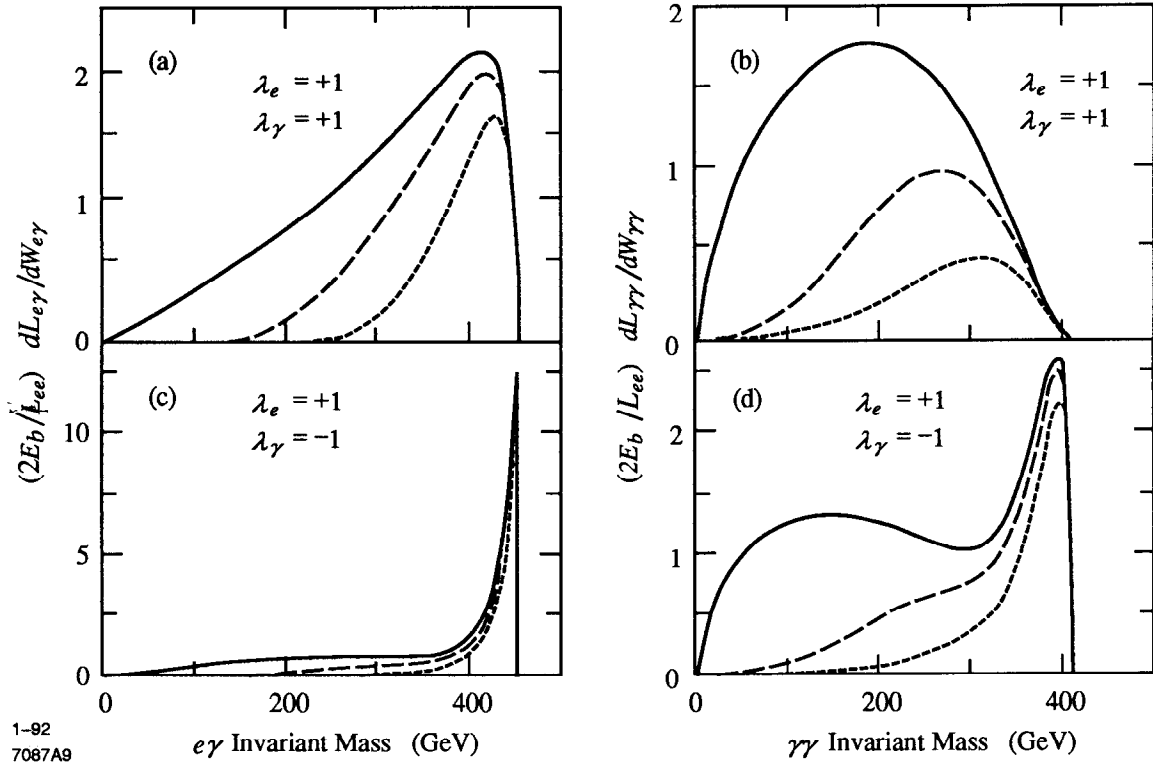 (a)
λe = +1
λγ = +1
2
1
0
dLeγ/dWeγ
(b)
λe = +1
λγ = +1
2
1
0
dLγγ/dWγγ
(c)
λe = +1
λγ = −1
10
5
0
0 200 400
(2Eb/Lee)
eγ Invariant Mass (GeV)
(d)
λe = +1
λγ = −1
2
1
0
0 200 400
(2Eb /Lee)
γγ Invariant Mass (GeV)
1–92
7087A9